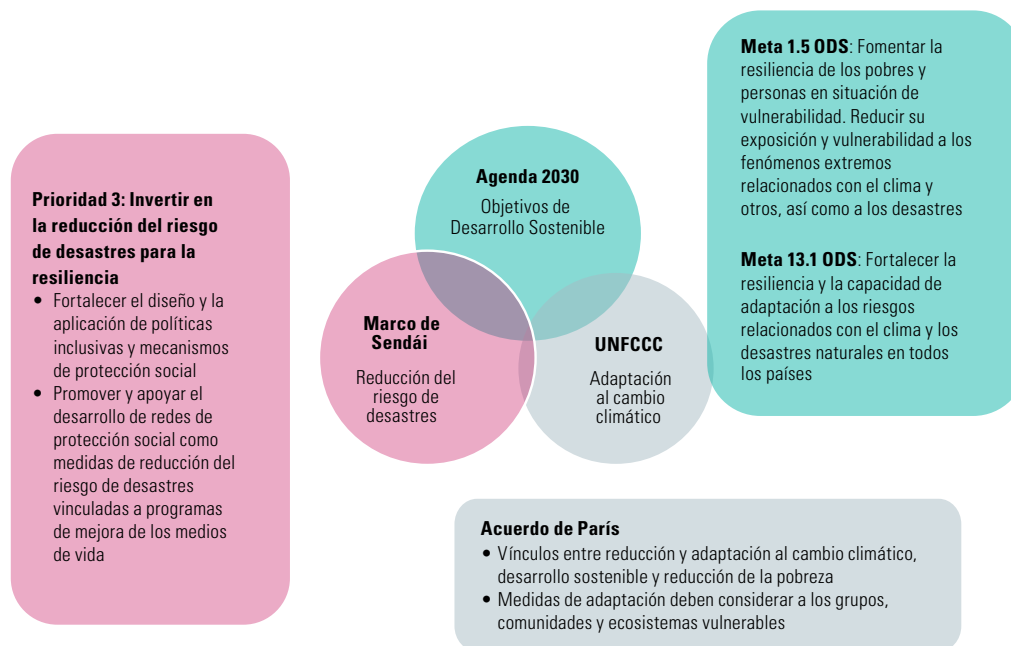 Prioridad 3: Invertir en
la reducción del riesgo
de desastres para la
resiliencia
• Fortalecer el diseño y la
aplicación de políticas
inclusivas y mecanismos
de protección social
• Promover y apoyar el
desarrollo de redes de
protección social como
medidas de reducción del
riesgo de desastres
vinculadas a programas
de mejora de los medios
de vida
Agenda 2030
Objetivos de
Desarrollo Sostenible
Marco de
Sendái
Reducción del
riesgo de
desastres
UNFCCC
Adaptación
al cambio
climático
Meta 1.5 ODS: Fomentar la
resiliencia de los pobres y
personas en situación de
vulnerabilidad. Reducir su
exposición y vulnerabilidad a los
fenómenos extremos
relacionados con el clima y
otros, así como a los desastres
Meta 13.1 ODS: Fortalecer la
resiliencia y la capacidad de
adaptación a los riesgos
relacionados con el clima y los
desastres naturales en todos
los países
Acuerdo de París
• Vínculos entre reducción y adaptación al cambio climático,
desarrollo sostenible y reducción de la pobreza
• Medidas de adaptación deben considerar a los grupos,
comunidades y ecosistemas vulnerables